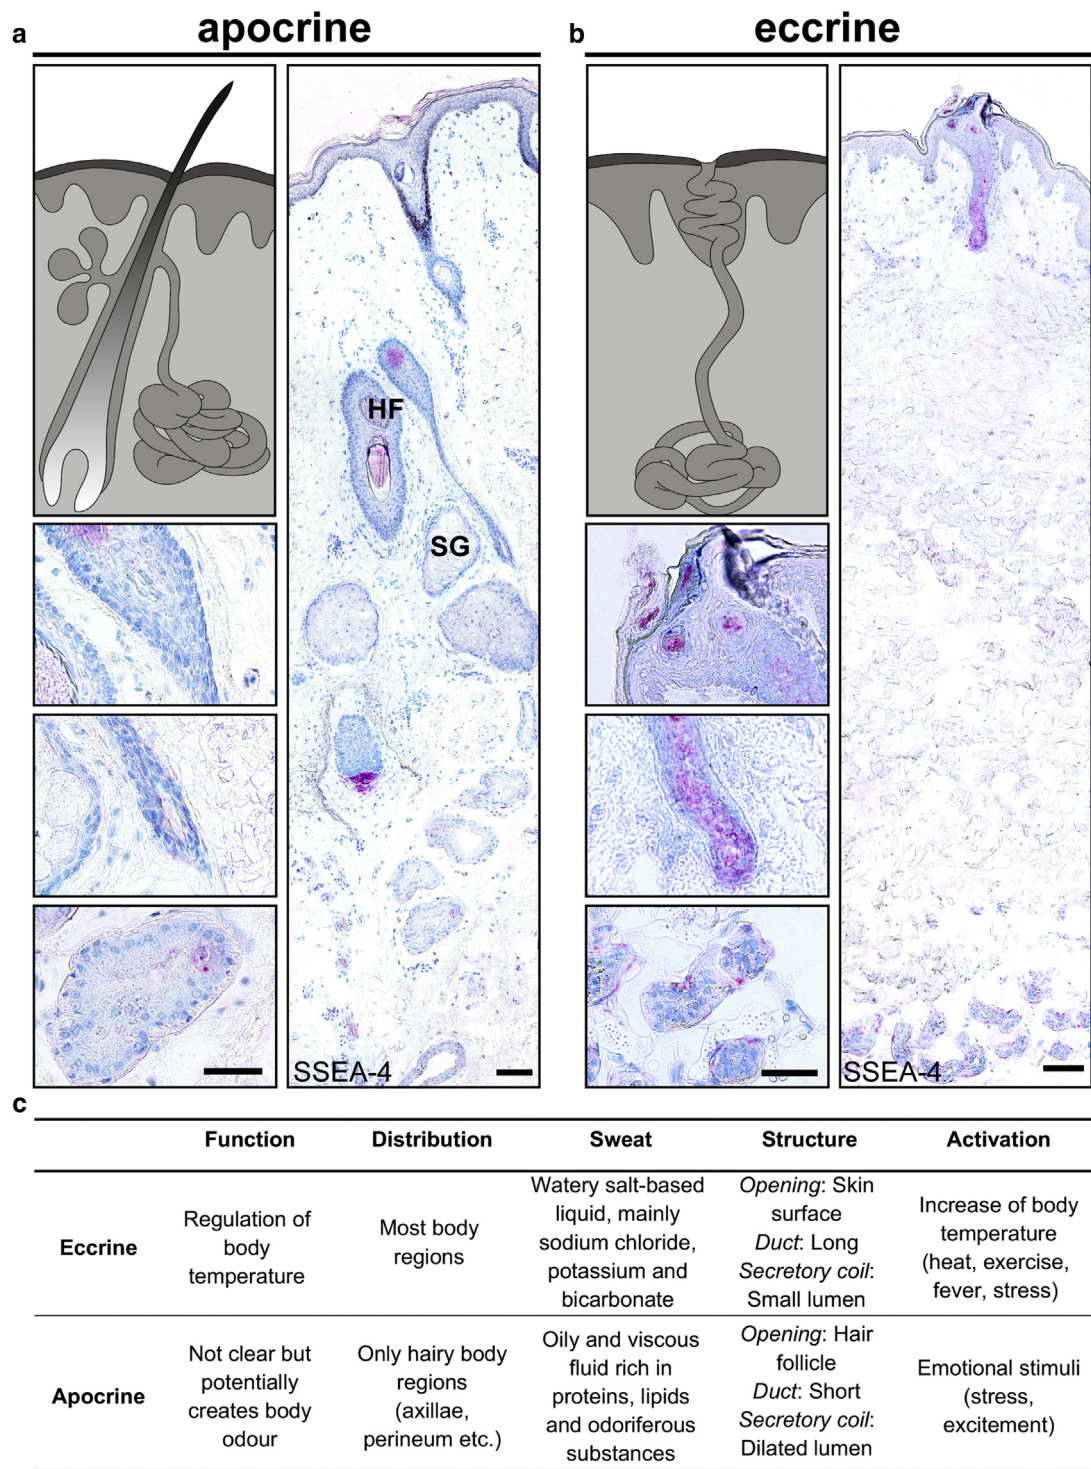 a
apocrine
b
eccrine
HF
SG
SSEA-4
SSEA-4
c
Function Distribution Sweat Structure Activation
Eccrine
Regulation of
body
temperature
Most body
regions
Watery salt-based
liquid, mainly
sodium chloride,
potassium and
bicarbonate
Opening: Skin
surface
Duct: Long
Secretory coil:
Small lumen
Increase of body
temperature
(heat, exercise,
fever, stress)
Apocrine
Not clear but
potentially
creates body
odour
Only hairy body
regions
(axillae,
perineum etc.)
Oily and viscous
fluid rich in
proteins, lipids
and odoriferous
substances
Opening: Hair
follicle
Duct: Short
Secretory coil:
Dilated lumen
Emotional stimuli
(stress,
excitement)